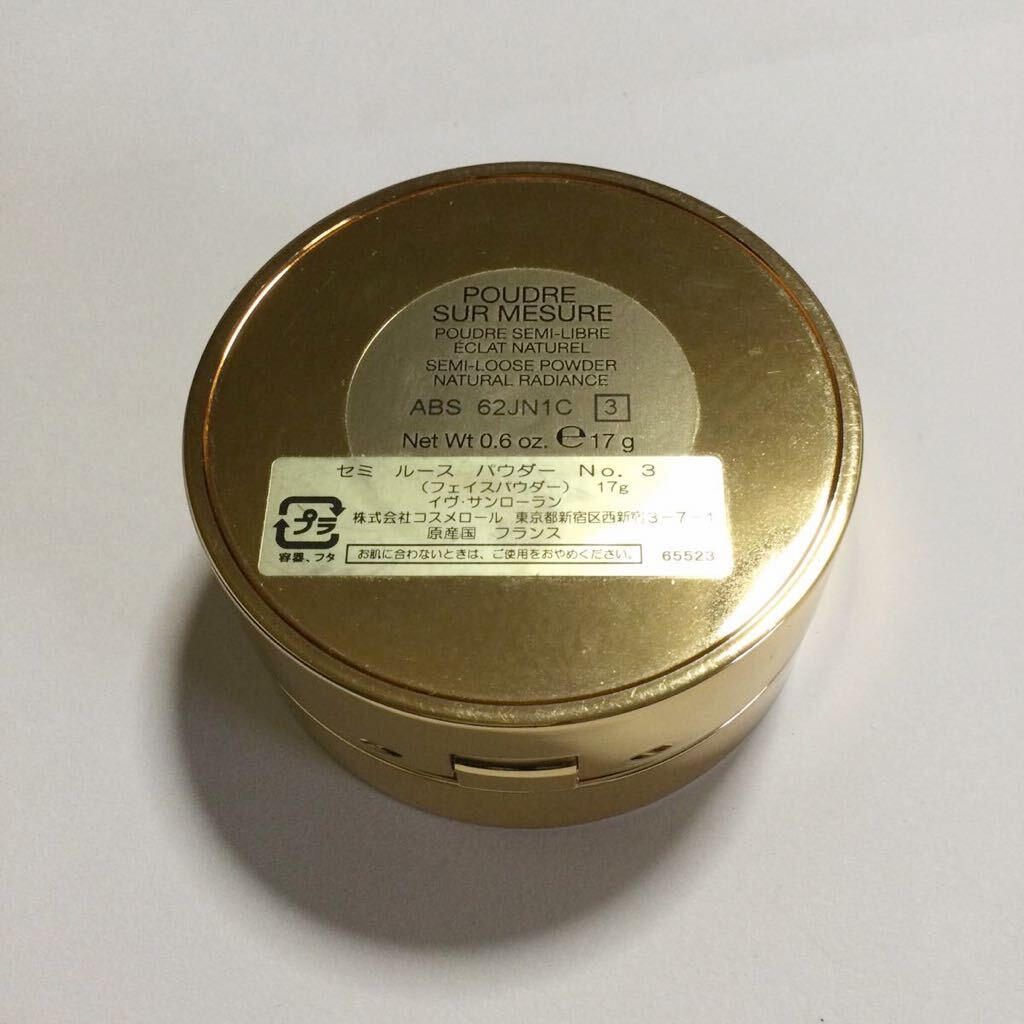 POUDRE
SUR MESURE
POUDRE SEMI-LIBRE
ÉCLAT NATUREL
SEMI-LOOSE POWDER
NATURAL RADIANCE
ABS 62JN1C 3
Net Wt 0.6 oz. e 17 g
セミ ルース パウダー No. 3
（フェイスパウダー） 17g
イヴ・サンローラン
プラ
株式会社コスメロール 東京都新宿区西新宿3-7-1
原産国 フランス
容器、フタ お肌に合わないときは、ご使用をおやめください。 65523